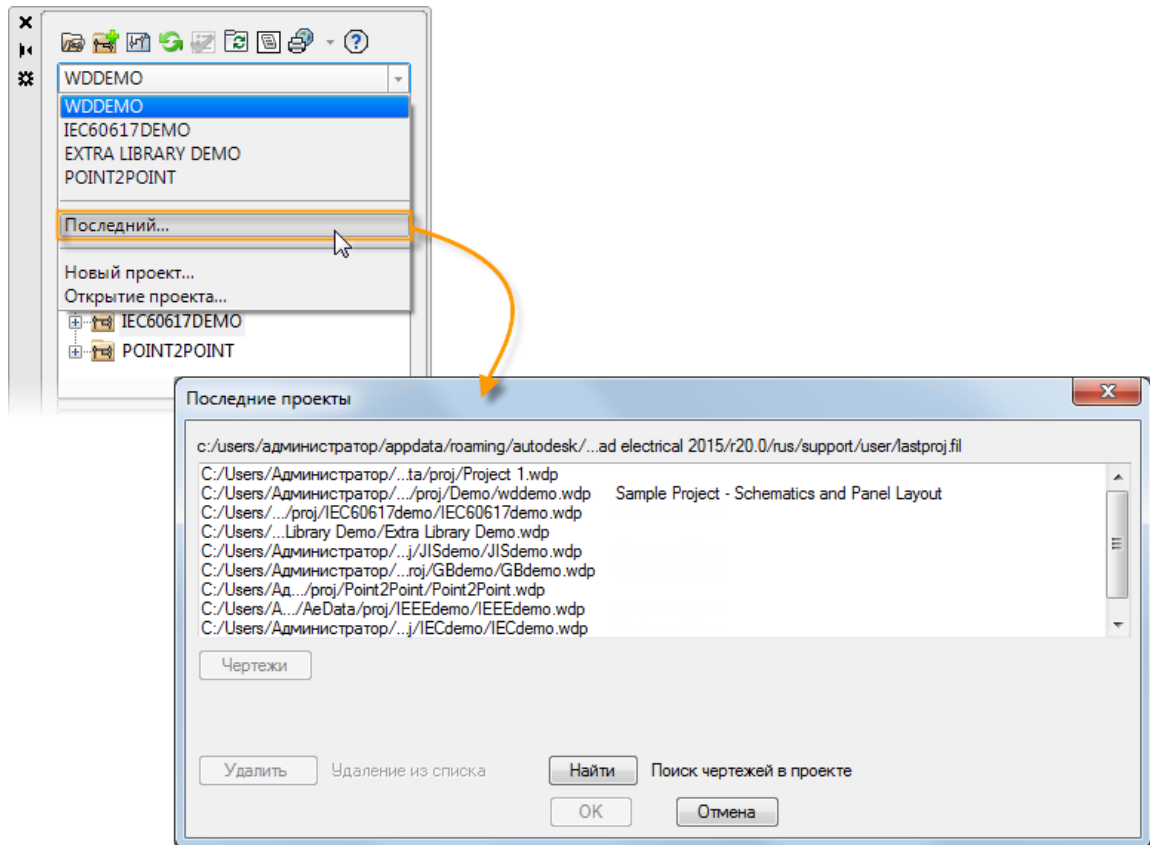 WDDEMO
WDDEMO
IEC60617DEMO
EXTRA LIBRARY DEMO
POINT2POINT
Последний...
Новый проект...
Открытие проекта...
IEC60617DEMO
POINT2POINT
Последние проекты
c:/users/администратор/appdata/roaming/autodesk/...ad electrical 2015/r20.0/rus/support/user/lastproj.fil
C:/Users/Администратор/...ta/proj/Project 1.wdp
C:/Users/Администратор/.../proj/Demo/wddemo.wdp Sample Project - Schematics and Panel Layout
C:/Users/.../proj/IEC60617demo/IEC60617demo.wdp
C:/Users/...Library Demo/Extra Library Demo.wdp
C:/Users/Администратор/...j/JISdemo/JISdemo.wdp
C:/Users/Администратор/...roj/GBdemo/GBdemo.wdp
C:/Users/Ад.../proj/Point2Point/Point2Point.wdp
C:/Users/А.../AeData/proj/IEEEdemo/IEEEdemo.wdp
C:/Users/Администратор/...j/IECdemo/IECdemo.wdp
Чертежи
Удалить Удаление из списка Найти Поиск чертежей в проекте
OK Отмена